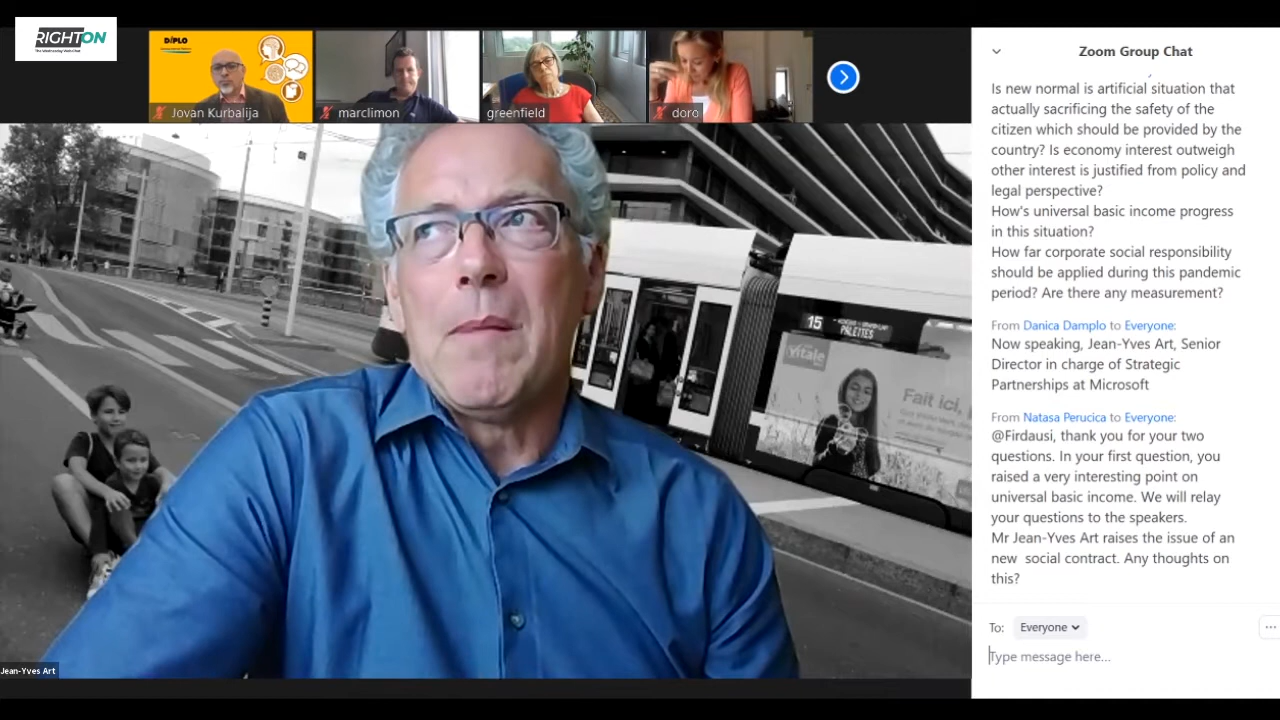 RIGHTON
The Wednesday Web Chat
DiPLO
Jovan Kurbalija
marclimon
greenfield
doro
15
PALETTES
Vitale
Fait ici,
Jean-Yves Art
Zoom Group Chat
Is new normal is artificial situation that
actually sacrificing the safety of the
citizen which should be provided by the
country? Is economy interest outweigh
other interest is justified from policy and
legal perspective?
How's universal basic income progress
in this situation?
How far corporate social responsibility
should be applied during this pandemic
period? Are there any measurement?
From Danica Damplo to Everyone:
Now speaking, Jean-Yves Art, Senior
Director in charge of Strategic
Partnerships at Microsoft
From Natasa Perucica to Everyone:
@Firdausi, thank you for your two
questions. In your first question, you
raised a very interesting point on
universal basic income. We will relay
your questions to the speakers.
Mr Jean-Yves Art raises the issue of an
new social contract. Any thoughts on
this?
To: Everyone
Type message here...